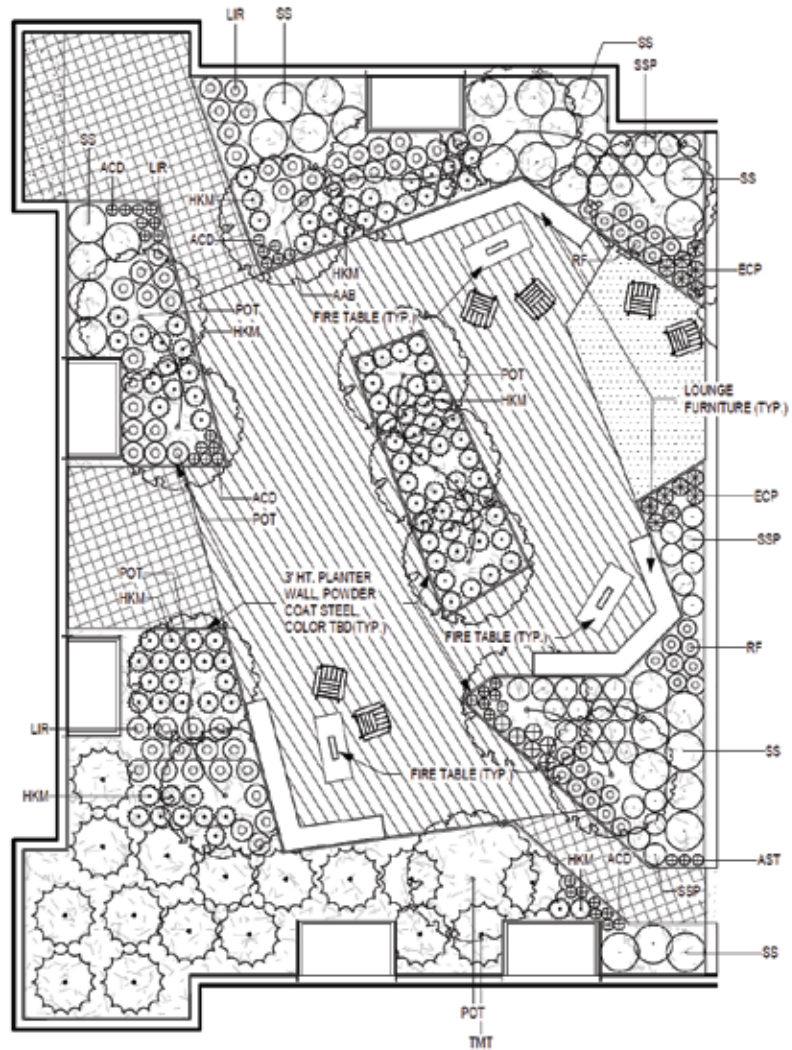 LIR
SS
SS
SSP
SS
ACD
LIR
SS
HKM
ACD
HKM
RF
ECP
AAB
POT
FIRE TABLE (TYP.)
HKM
POT
HKM
LOUNGE
FURNITURE (TYP.)
ACD
ECP
POT
SSP
POT
3' HT. PLANTER
WALL, POWDER
COAT STEEL,
COLOR TBD(TYP.)
HKM
FIRE TABLE (TYP.)
RF
LIR
SS
FIRE TABLE (TYP.)
HKM
HKM
ACD
AST
SSP
SS
POT
TMT